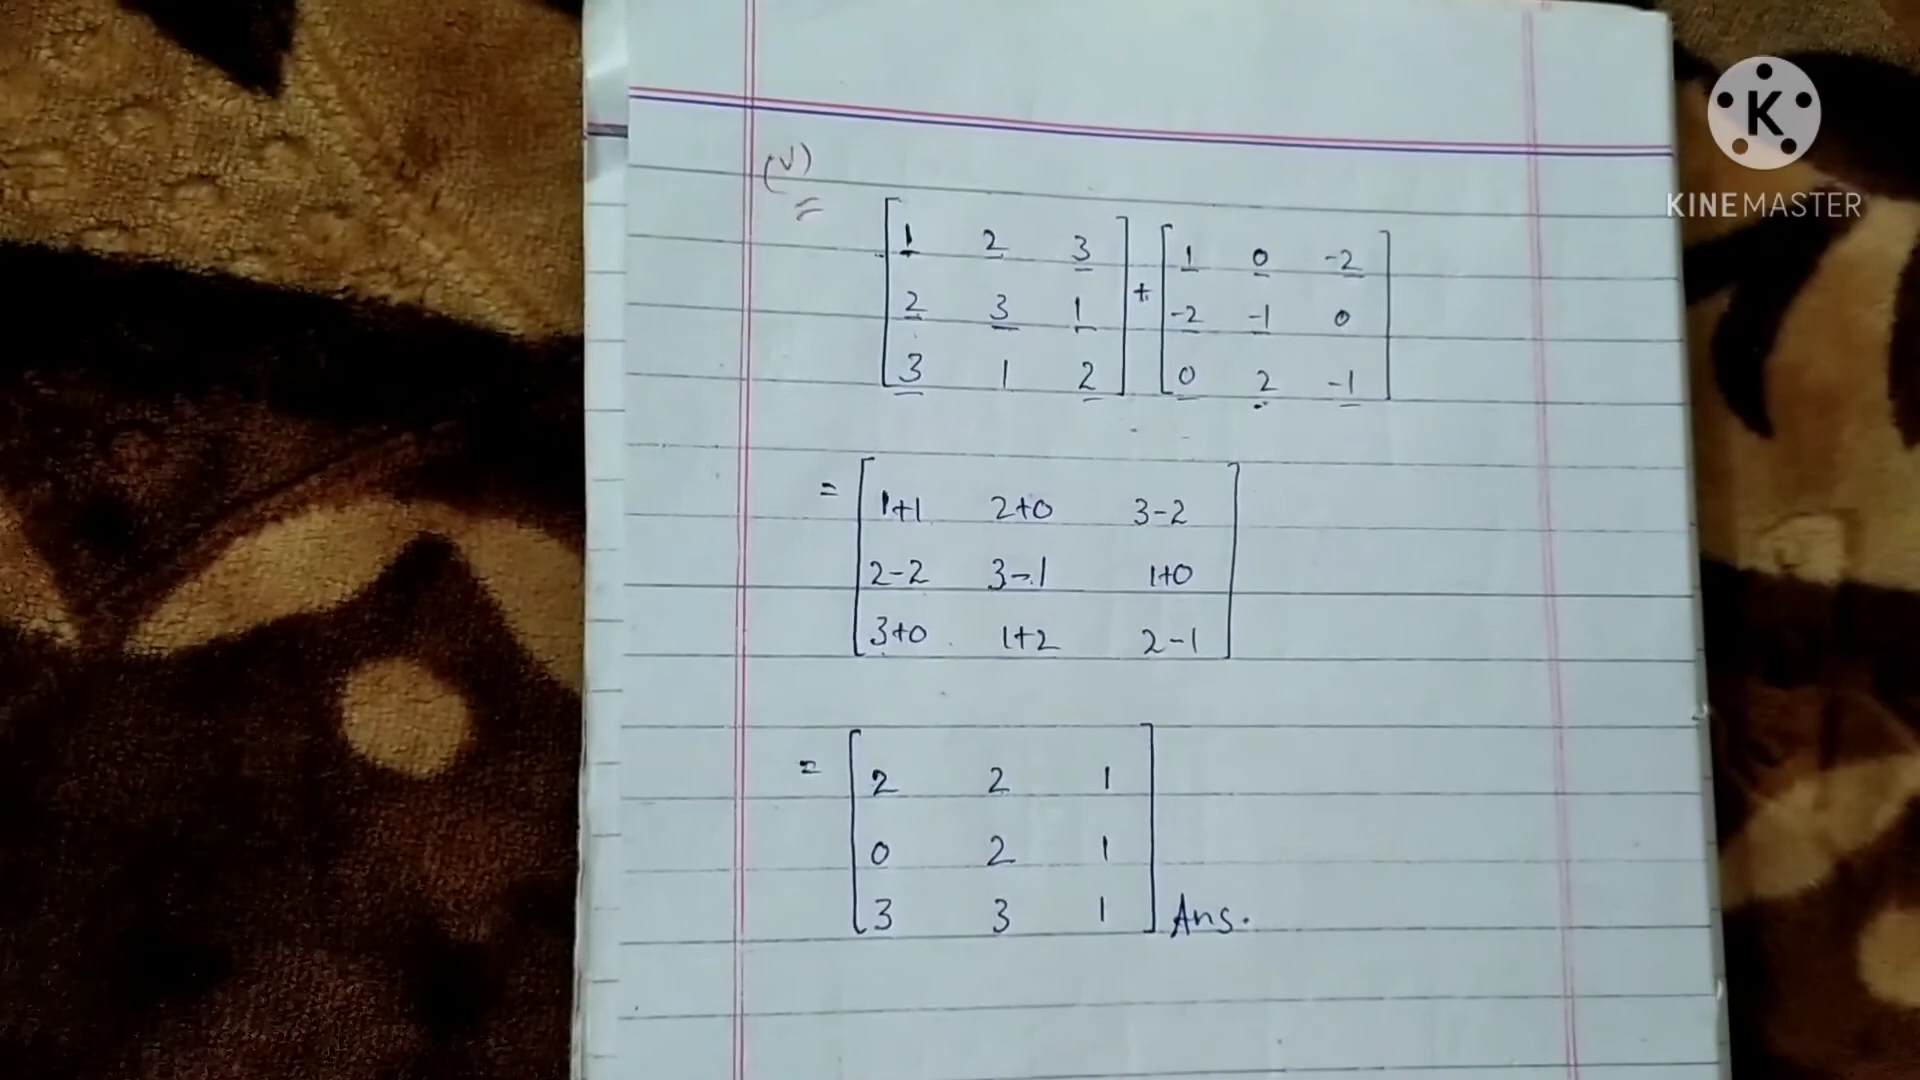 (V)
[1 2 3] + [1 0 -2]
[2 3 1] [-2 -1 0]
[3 1 2] [0 2 -1]
= [1+1 2+0 3-2]
[2-2 3-1 1+0]
[3+0 1+2 2-1]
= [2 2 1]
[0 2 1]
[3 3 1] Ans.
K
KINEMASTER